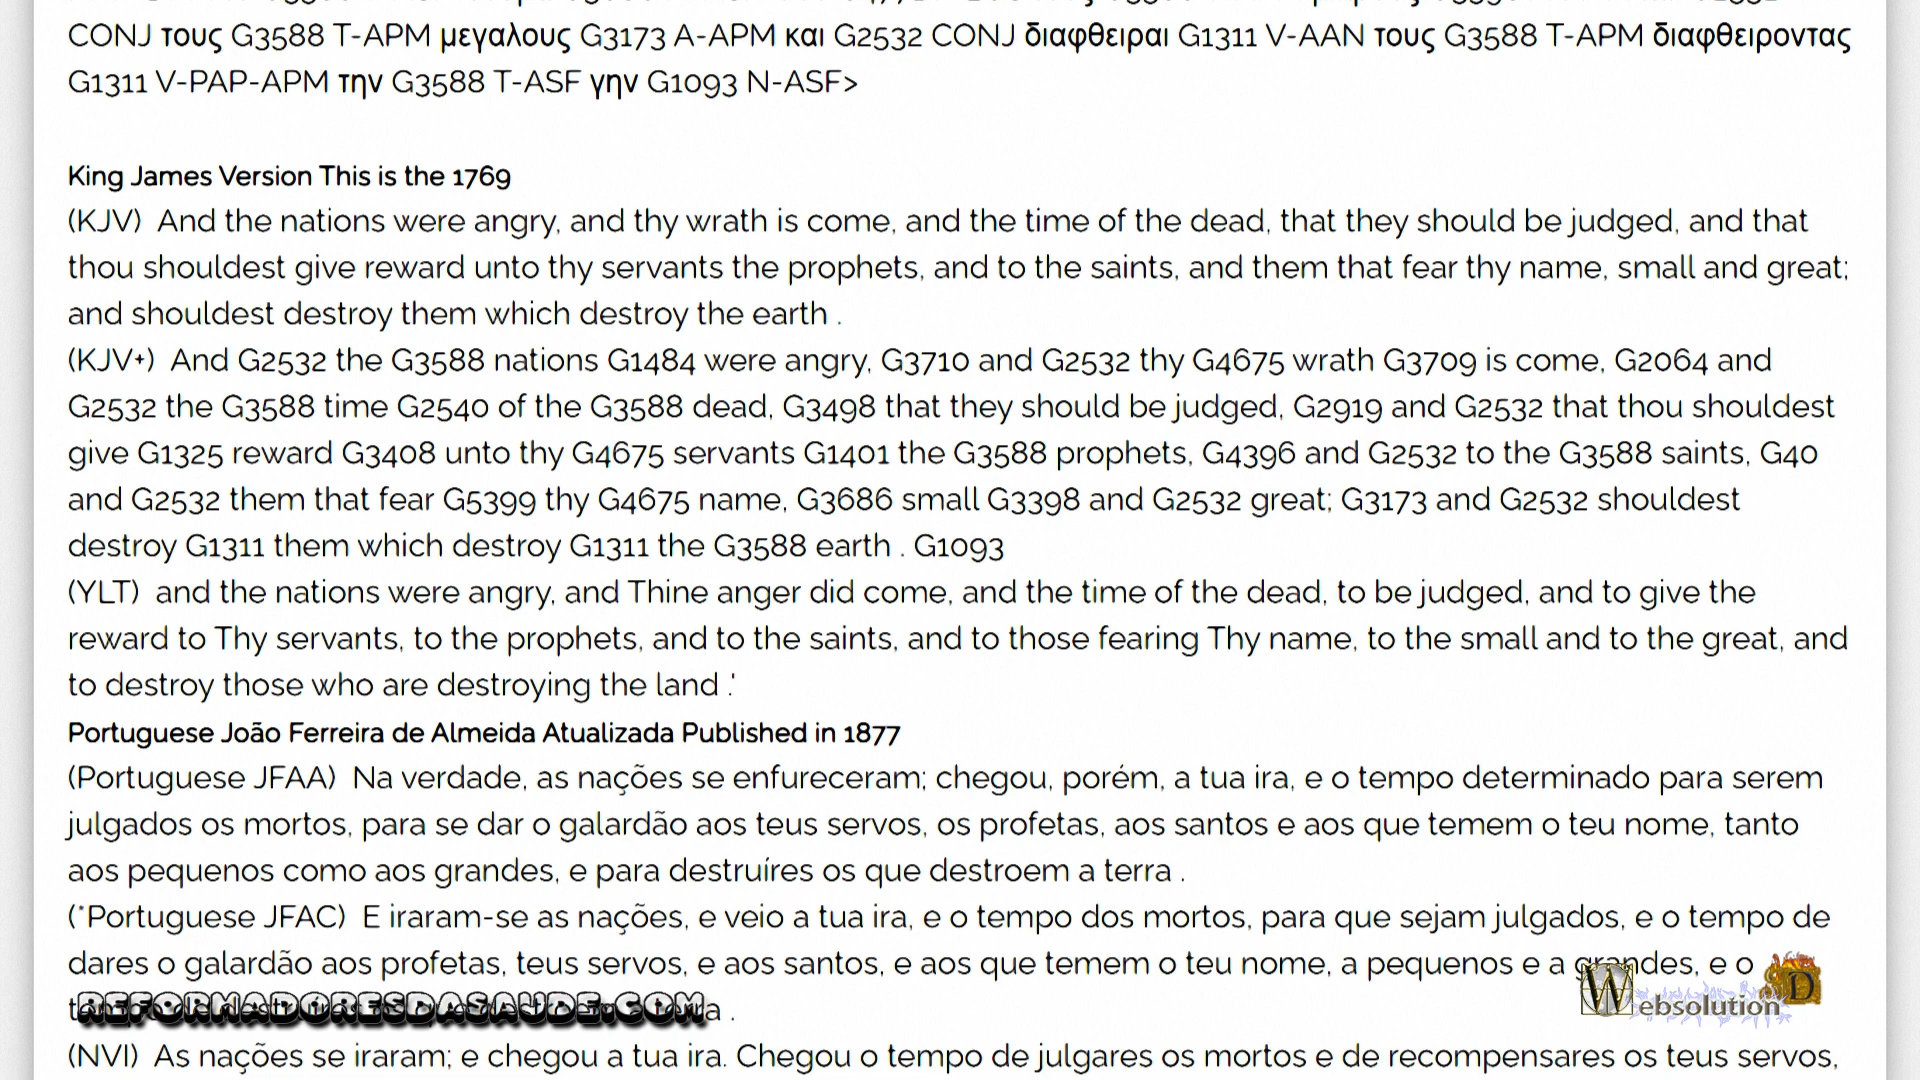 CONJ τους G3588 T-APM μεγαλους G3173 A-APM και G2532 CONJ διαφθειραι G1311 V-AAN τους G3588 T-APM διαφθειροντας
G1311 V-PAP-APM την G3588 T-ASF γην G1093 N-ASF>
King James Version This is the 1769
(KJV) And the nations were angry, and thy wrath is come, and the time of the dead, that they should be judged, and that
thou shouldest give reward unto thy servants the prophets, and to the saints, and them that fear thy name, small and great;
and shouldest destroy them which destroy the earth .
(KJV+) And G2532 the G3588 nations G1484 were angry, G3710 and G2532 thy G4675 wrath G3709 is come, G2064 and
G2532 the G3588 time G2540 of the G3588 dead, G3498 that they should be judged, G2919 and G2532 that thou shouldest
give G1325 reward G3408 unto thy G4675 servants G1401 the G3588 prophets, G4396 and G2532 to the G3588 saints, G40
and G2532 them that fear G5399 thy G4675 name, G3686 small G3398 and G2532 great; G3173 and G2532 shouldest
destroy G1311 them which destroy G1311 the G3588 earth . G1093
(YLT) and the nations were angry, and Thine anger did come, and the time of the dead, to be judged, and to give the
reward to Thy servants, to the prophets, and to the saints, and to those fearing Thy name, to the small and to the great, and
to destroy those who are destroying the land .'
Portuguese João Ferreira de Almeida Atualizada Published in 1877
(Portuguese JFAA) Na verdade, as nações se enfureceram; chegou, porém, a tua ira, e o tempo determinado para serem
julgados os mortos, para se dar o galardão aos teus servos, os profetas, aos santos e aos que temem o teu nome, tanto
aos pequenos como aos grandes, e para destruíres os que destroem a terra .
(*Portuguese JFAC) E iraram-se as nações, e veio a tua ira, e o tempo dos mortos, para que sejam julgados, e o tempo de
dares o galardão aos profetas, teus servos, e aos santos, e aos que temem o teu nome, a pequenos e a grandes, e o
REFORMADORESDASAUDE.COM
Websolution D
(NVI) As nações se iraram; e chegou a tua ira. Chegou o tempo de julgares os mortos e de recompensares os teus servos,